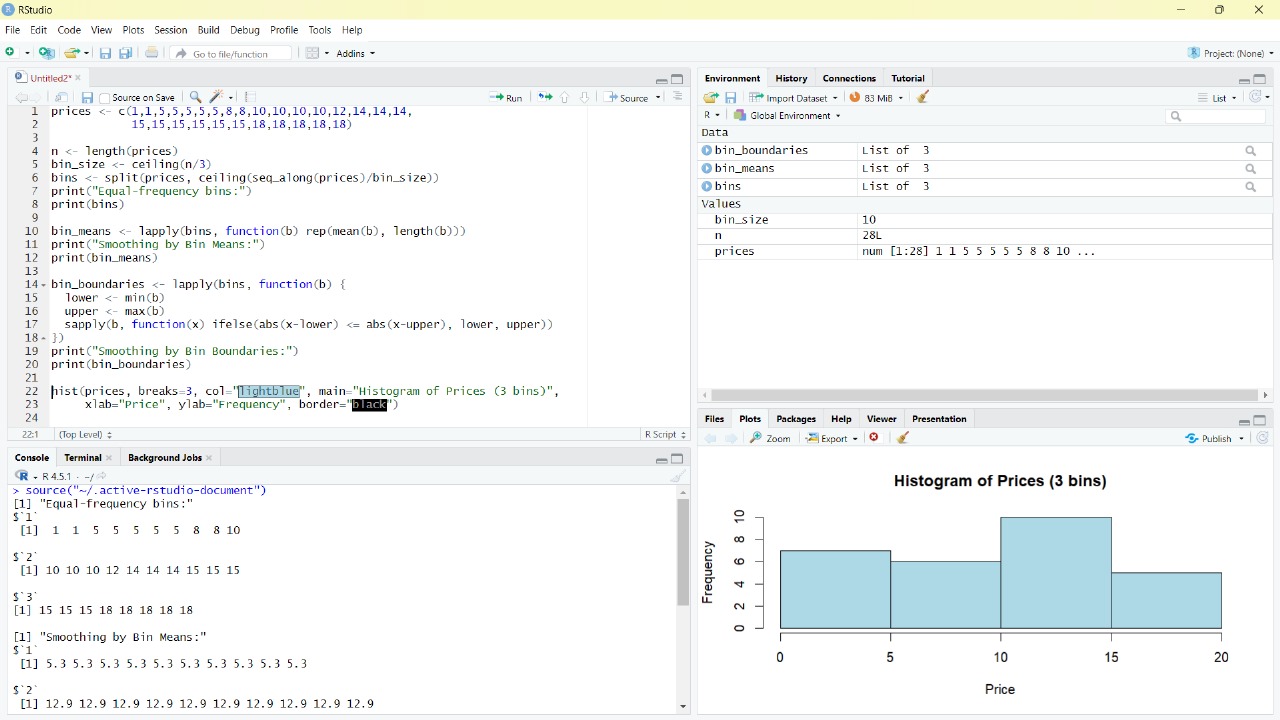 RStudio
File Edit Code View Plots Session Build Debug Profile Tools Help
Go to file/function Addins Project: (None)
Untitled2*
Source on Save Run Source
1 prices <- c(1,1,5,5,5,5,5,8,8,10,10,10,10,12,14,14,14,
2 15,15,15,15,15,15,18,18,18,18,18)
3
4 n <- length(prices)
5 bin_size <- ceiling(n/3)
6 bins <- split(prices, ceiling(seq_along(prices)/bin_size))
7 print("Equal-frequency bins:")
8 print(bins)
9
10 bin_means <- lapply(bins, function(b) rep(mean(b), length(b)))
11 print("Smoothing by Bin Means:")
12 print(bin_means)
13
14 bin_boundaries <- lapply(bins, function(b) {
15 lower <- min(b)
16 upper <- max(b)
17 sapply(b, function(x) ifelse(abs(x-lower) <= abs(x-upper), lower, upper))
18 })
19 print("Smoothing by Bin Boundaries:")
20 print(bin_boundaries)
21
22 hist(prices, breaks=3, col="lightblue", main="Histogram of Prices (3 bins)",
23 xlab="Price", ylab="Frequency", border="black")
24
22:1 (Top Level) R Script
Console Terminal Background Jobs
R R 4.5.1 · ~/
> source("~/.active-rstudio-document")
[1] "Equal-frequency bins:"
$`1`
[1] 1 1 5 5 5 5 5 8 8 10

$`2`
[1] 10 10 10 12 14 14 14 15 15 15

$`3`
[1] 15 15 15 18 18 18 18 18

[1] "Smoothing by Bin Means:"
$`1`
[1] 5.3 5.3 5.3 5.3 5.3 5.3 5.3 5.3 5.3 5.3

$`2`
[1] 12.9 12.9 12.9 12.9 12.9 12.9 12.9 12.9 12.9 12.9
Environment History Connections Tutorial
Import Dataset 83 MiB List
R Global Environment
Data
bin_boundaries List of 3
bin_means List of 3
bins List of 3
Values
bin_size 10
n 28L
prices num [1:28] 1 1 5 5 5 5 5 8 8 10 ...
Files Plots Packages Help Viewer Presentation
Zoom Export Publish
Histogram of Prices (3 bins)
Frequency
10
8
6
4
2
0
0 5 10 15 20
Price